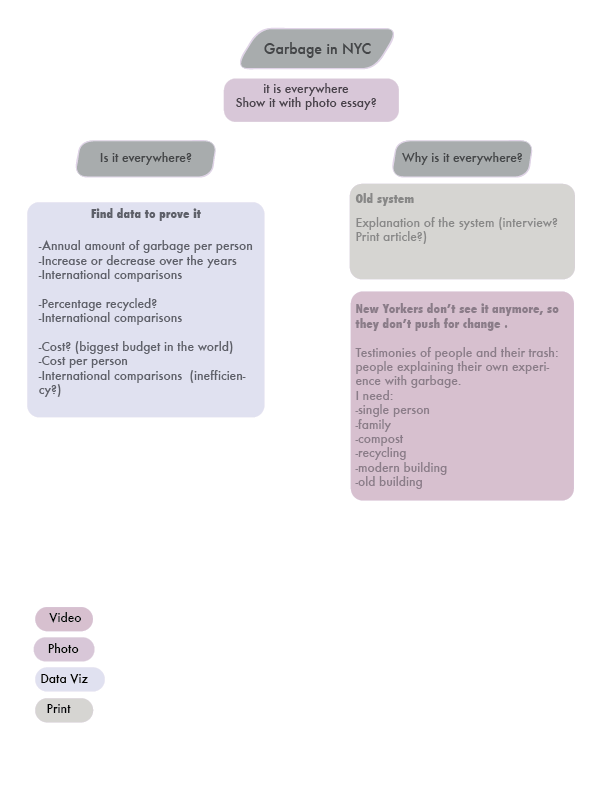 Garbage in NYC
it is everywhere
Show it with photo essay?
Is it everywhere?
Find data to prove it
-Annual amount of garbage per person
-Increase or decrease over the years
-International comparisons
-Percentage recycled?
-International comparisons
-Cost? (biggest budget in the world)
-Cost per person
-International comparisons  (inefficien-
cy?)
Why is it everywhere?
Old system
Explanation of the system (interview?
Print article?)
New Yorkers don't see it anymore, so
they don't push for change .
Testimonies of people and their trash:
people explaining their own experi-
ence with garbage.
I need:
-single person
-family
-compost
-recycling
-modern building
-old building
Video
Photo
Data Viz
Print